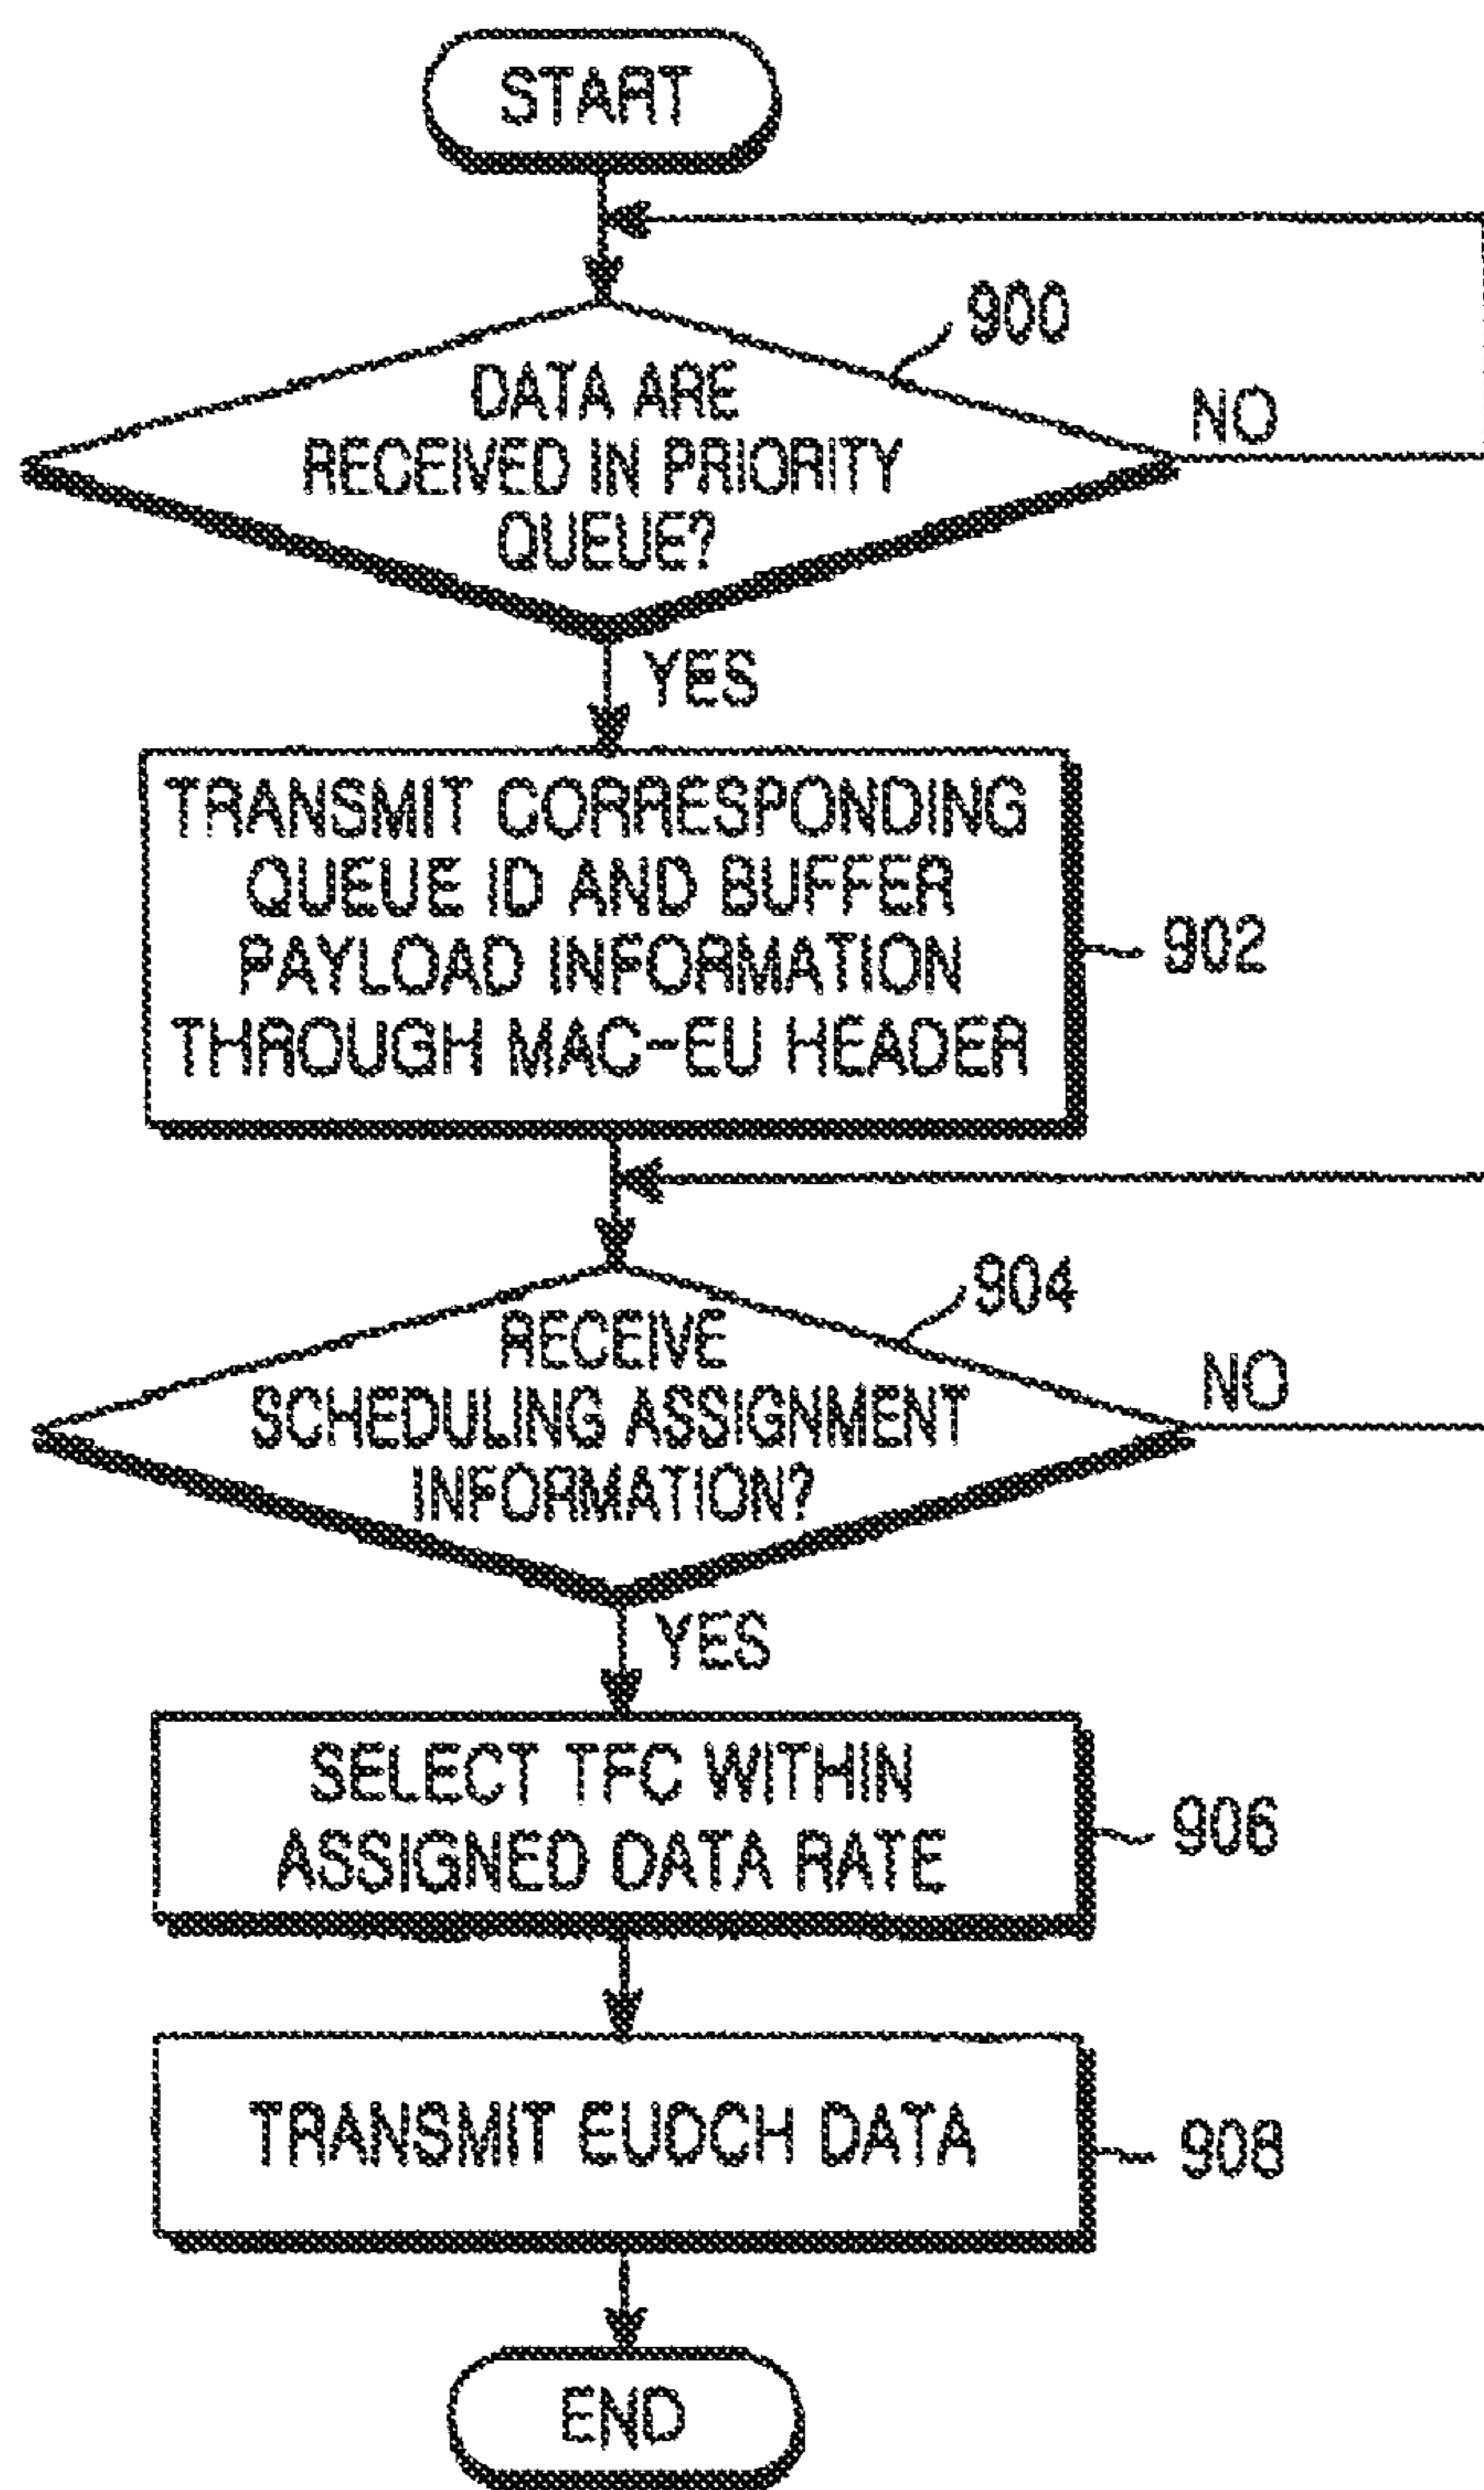 START
900
DATA ARE
RECEIVED IN PRIORITY
QUEUE?
NO
YES
TRANSMIT CORRESPONDING
QUEUE ID AND BUFFER
PAYLOAD INFORMATION
THROUGH MAC-EU HEADER
902
904
RECEIVE
SCHEDULING ASSIGNMENT
INFORMATION?
NO
YES
SELECT TFC WITHIN
ASSIGNED DATA RATE
906
TRANSMIT EUDCH DATA
908
END